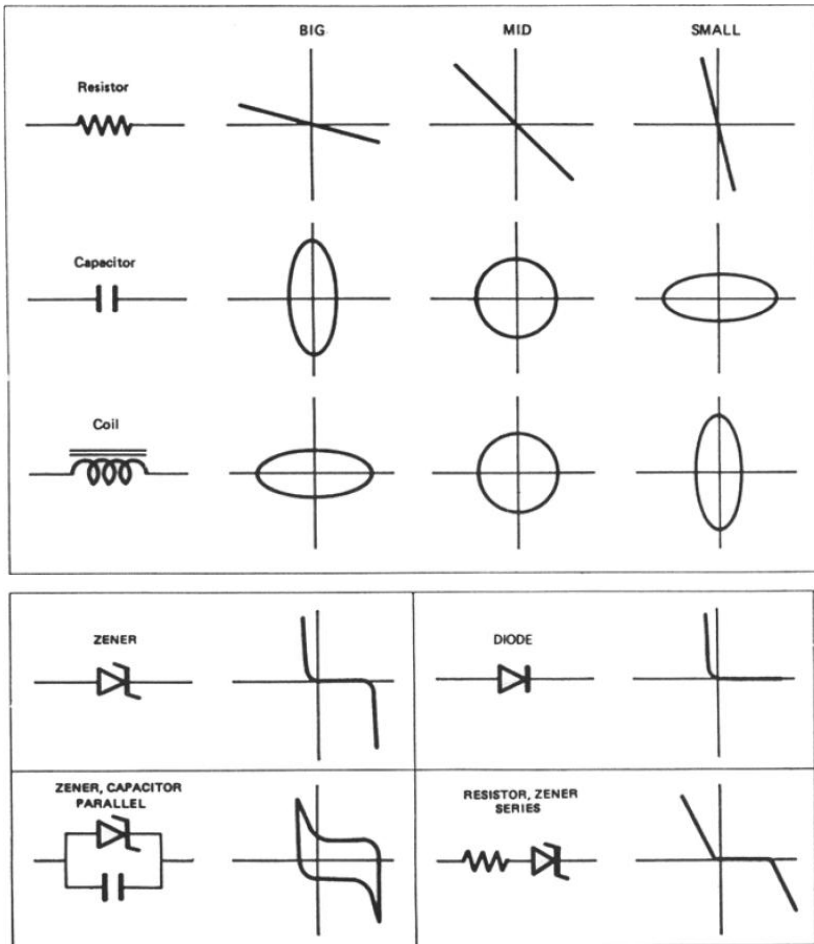 BIG MID SMALL
Resistor
Capacitor
Coil
ZENER
DIODE
ZENER, CAPACITOR
PARALLEL
RESISTOR, ZENER
SERIES